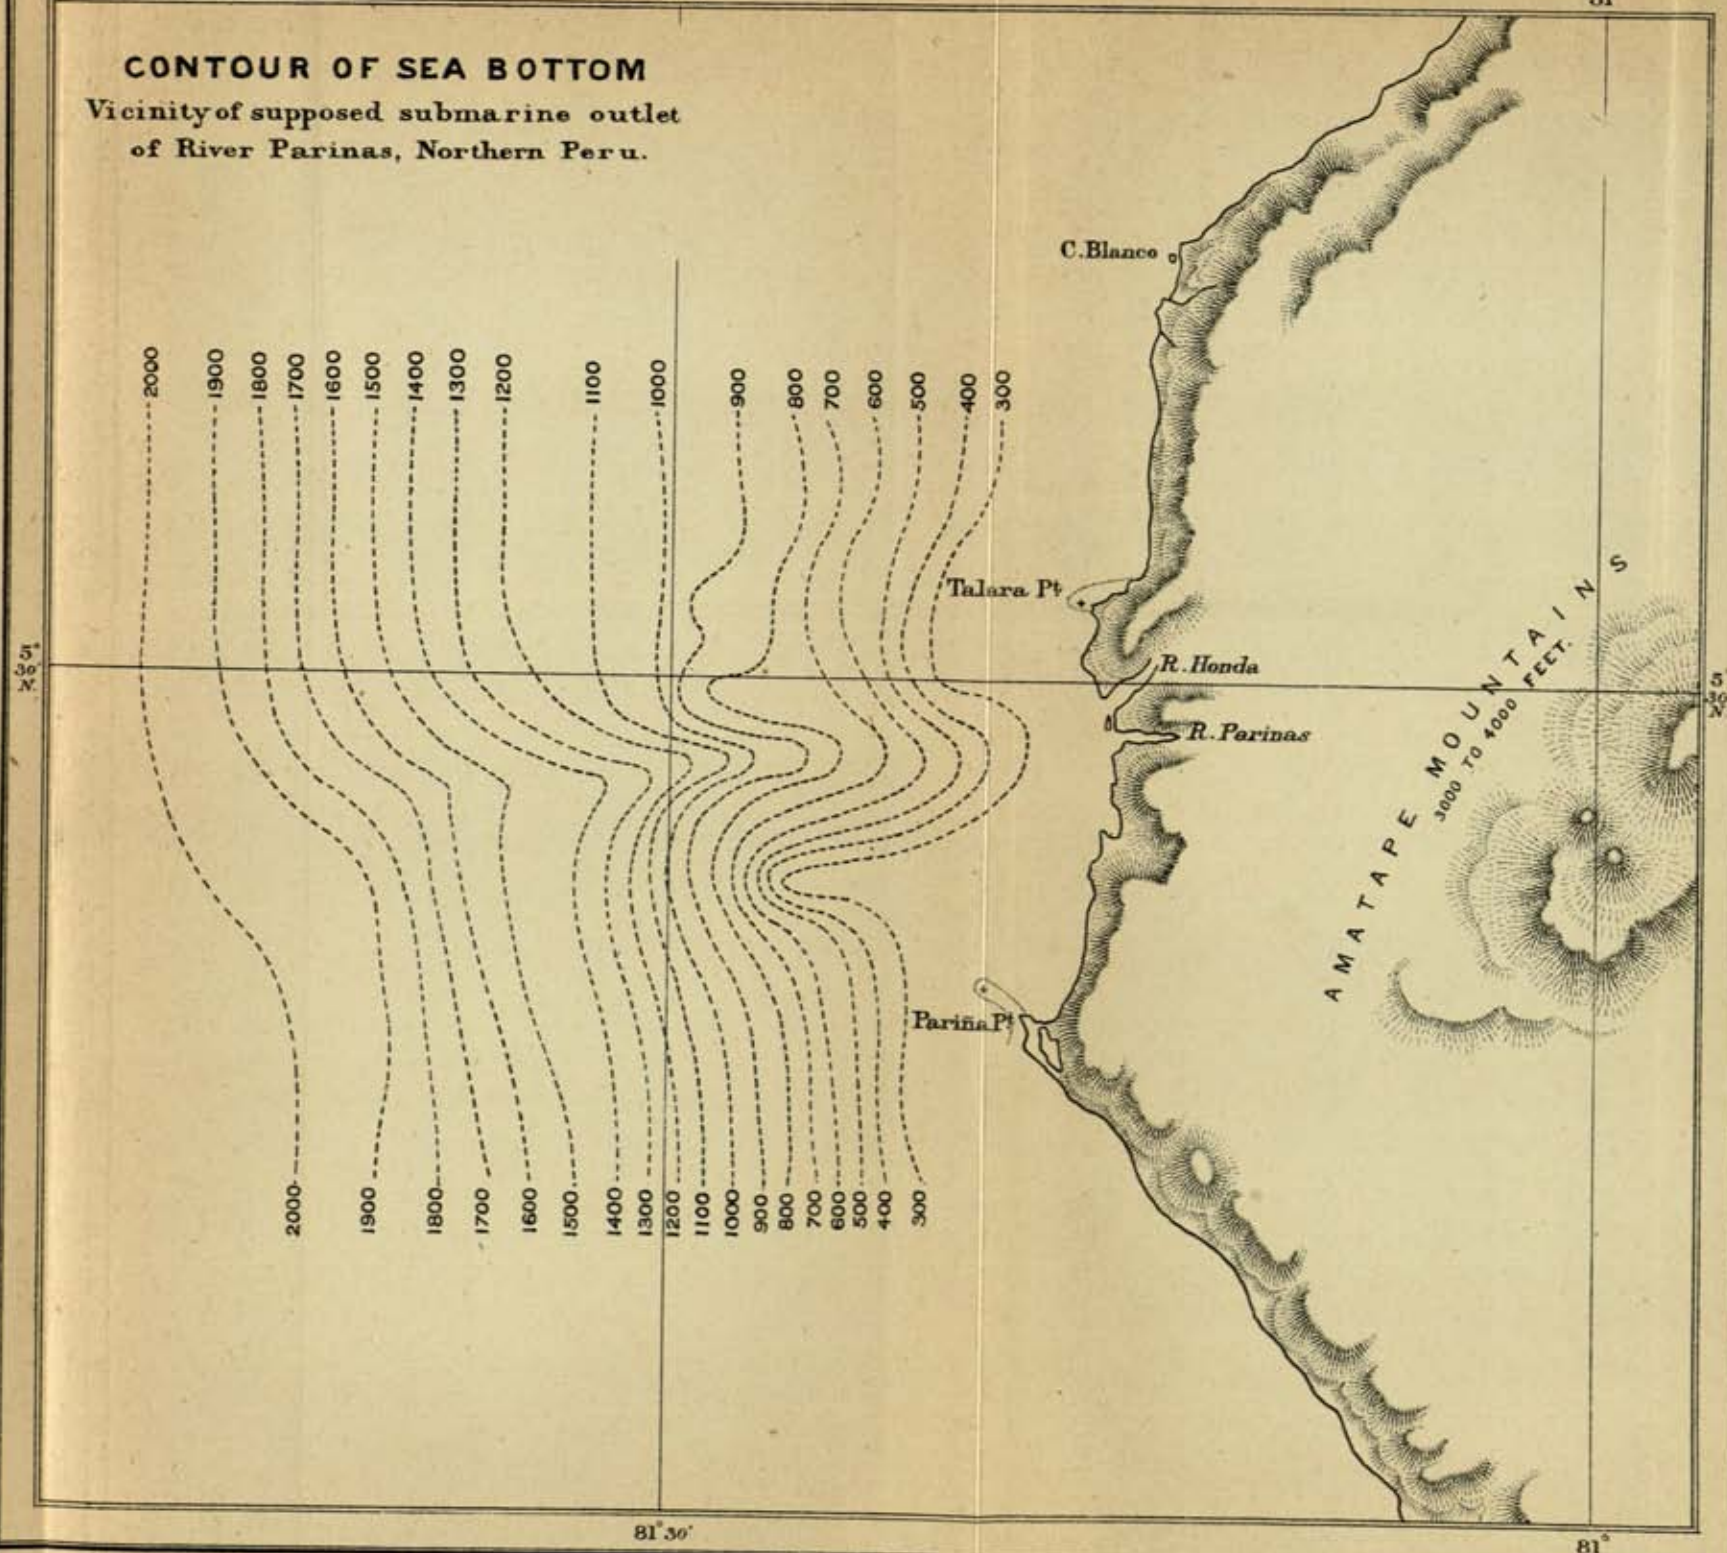 81°
CONTOUR OF SEA BOTTOM
Vicinity of supposed submarine outlet
of River Parinas, Northern Peru.
C. Blanco
2000 1900 1800 1700 1600 1500 1400 1300 1200 1100 1000 900 800 700 600 500 400 300
Talara Pt
5°
30'
N.
R. Honda
5°
30'
R. Parinas
AMATAPE MOUNTAINS
3000 TO 4000 FEET.
Pariña Pt
2000 1900 1800 1700 1600 1500 1400 1300 1200 1100 1000 900 800 700 600 500 400 300
81° 30'
81°